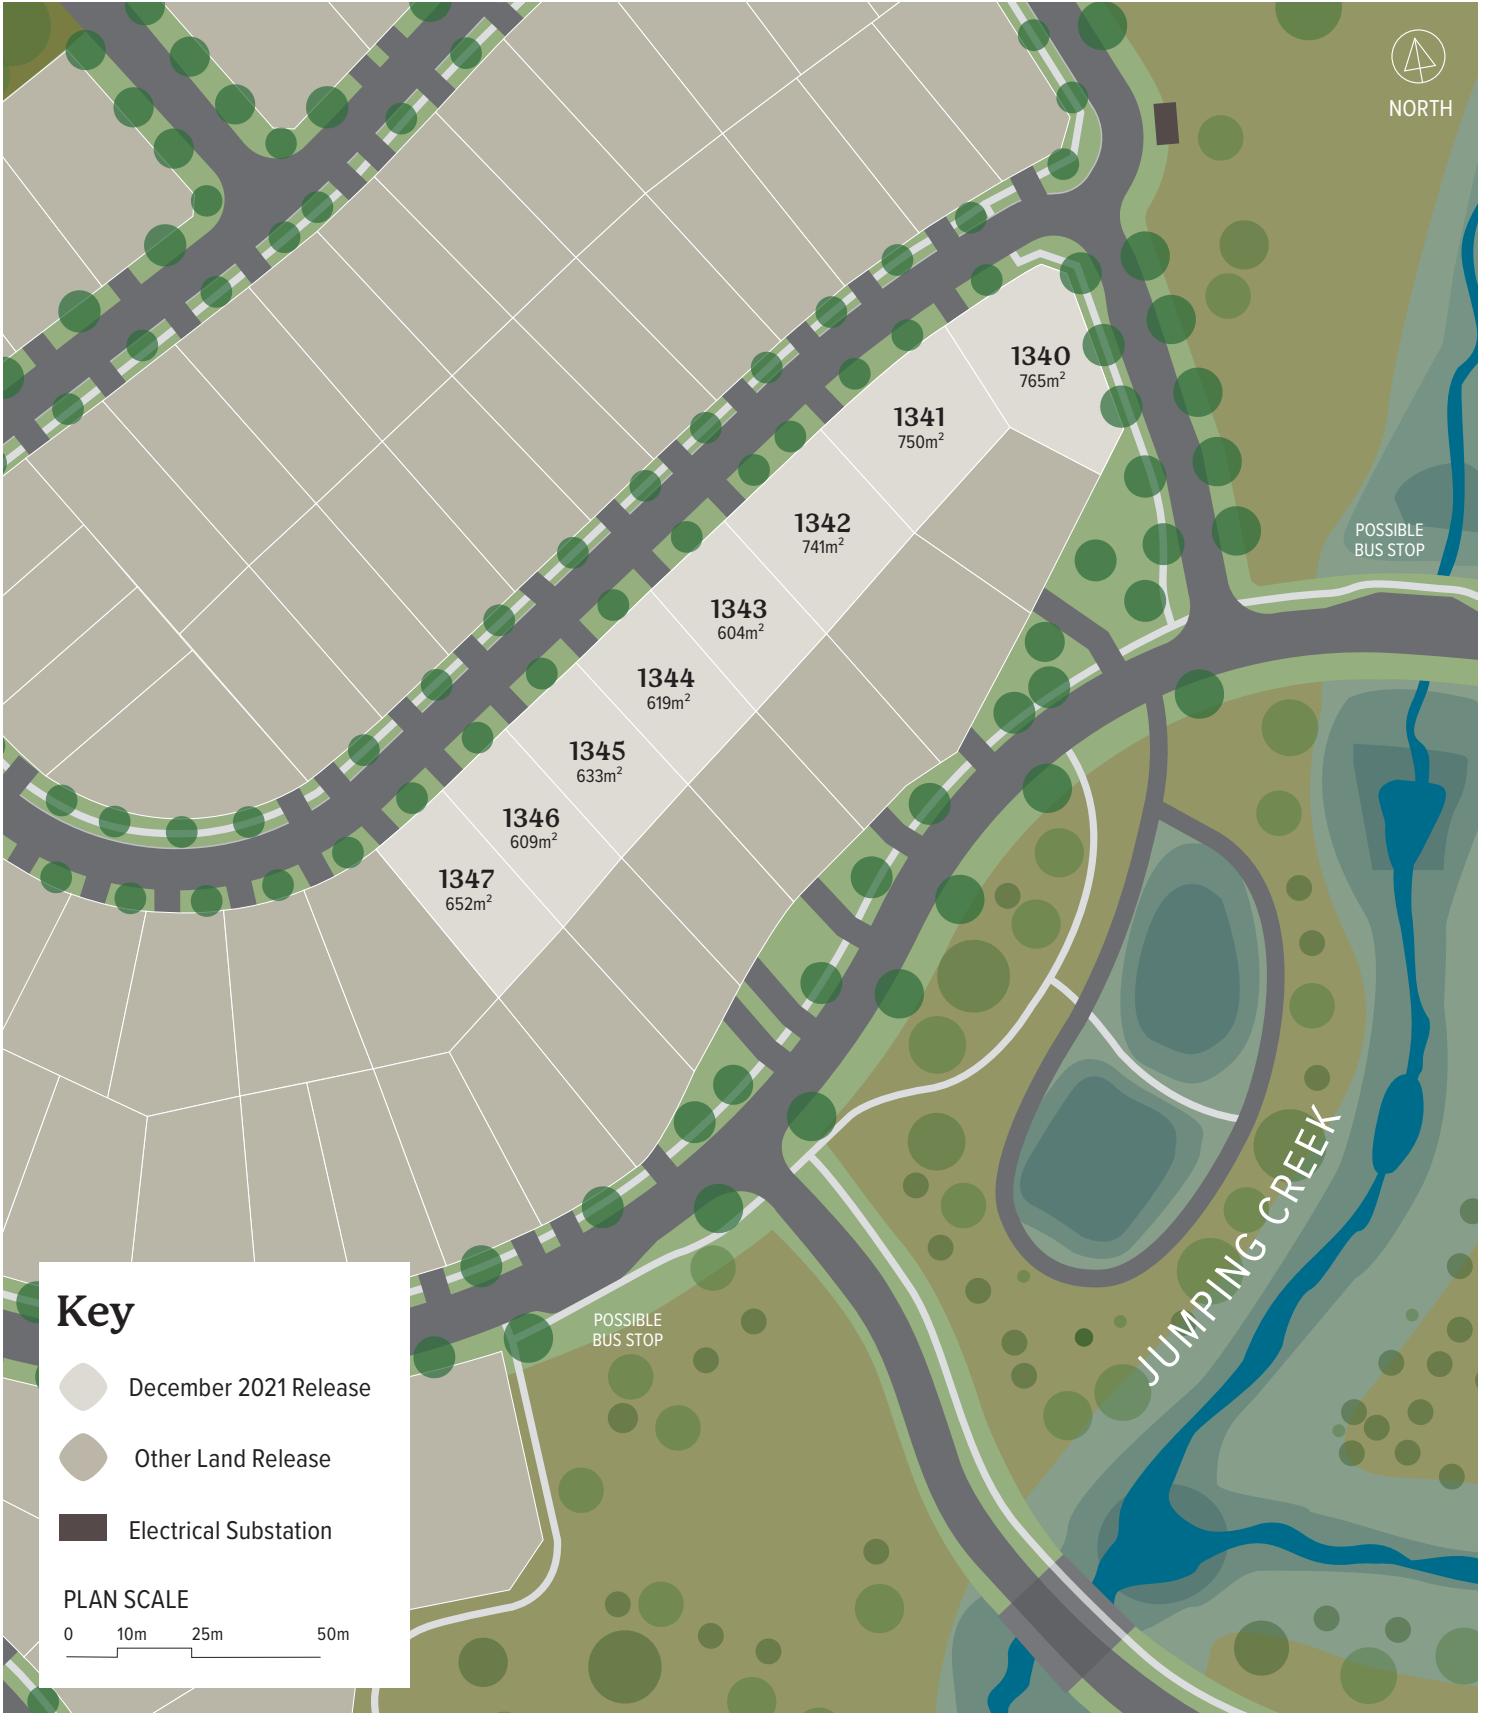 NORTH
1340
765m²
1341
750m²
1342
741m²
POSSIBLE
BUS STOP
1343
604m²
1344
619m²
1345
633m²
1346
609m²
1347
652m²
JUMPING CREEK
POSSIBLE
BUS STOP
Key
December 2021 Release
Other Land Release
Electrical Substation
PLAN SCALE
0 10m 25m 50m